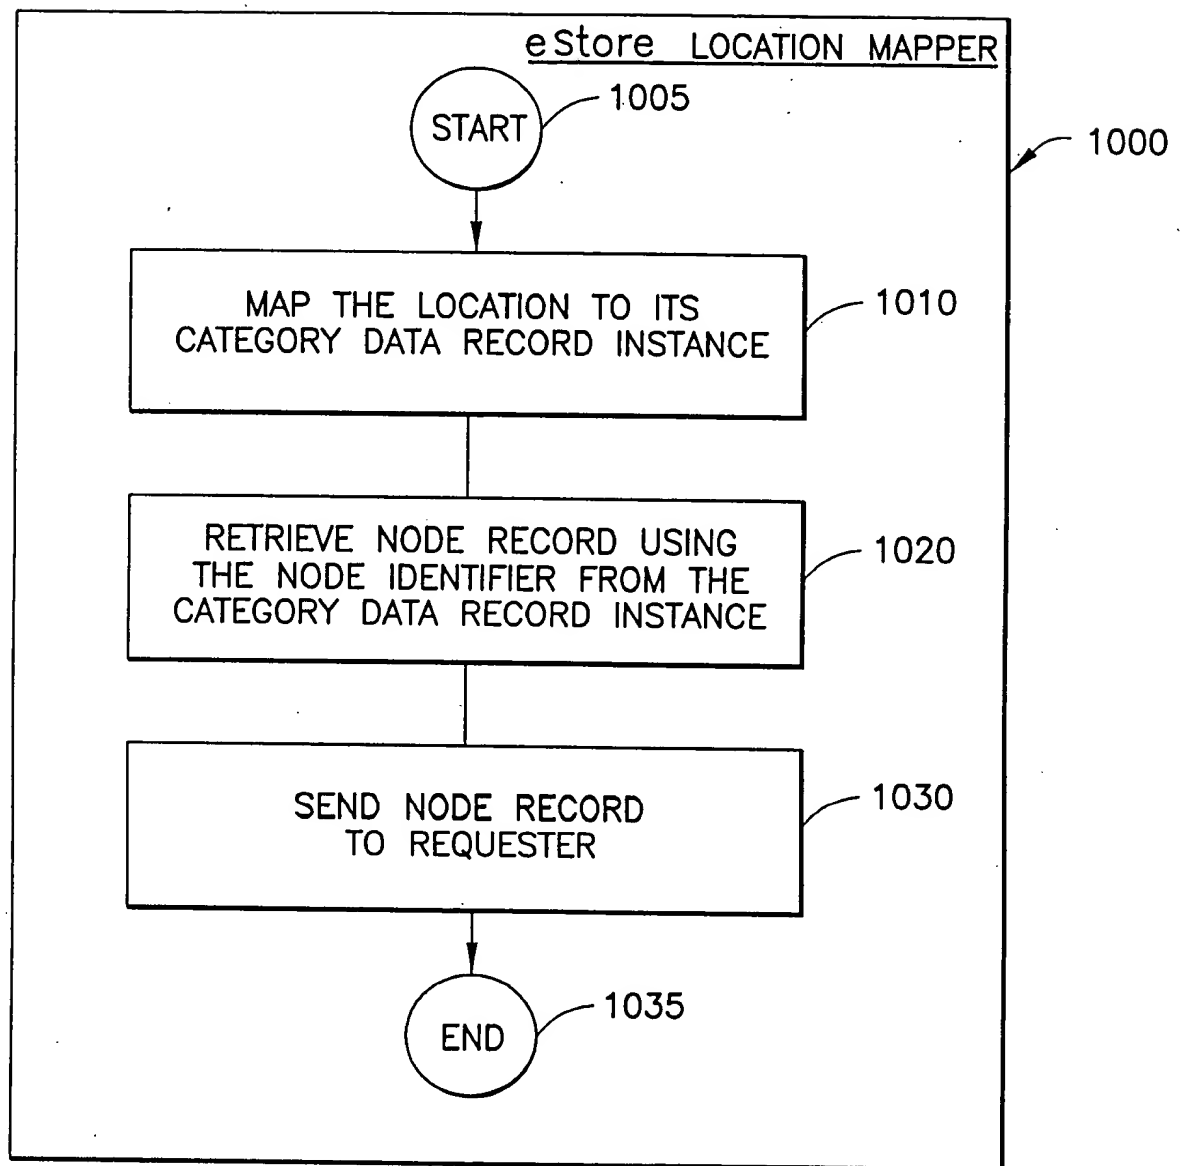 eStore LOCATION MAPPER
START
1005
1000
MAP THE LOCATION TO ITS
CATEGORY DATA RECORD INSTANCE
1010
RETRIEVE NODE RECORD USING
THE NODE IDENTIFIER FROM THE
CATEGORY DATA RECORD INSTANCE
1020
SEND NODE RECORD
TO REQUESTER
1030
END
1035